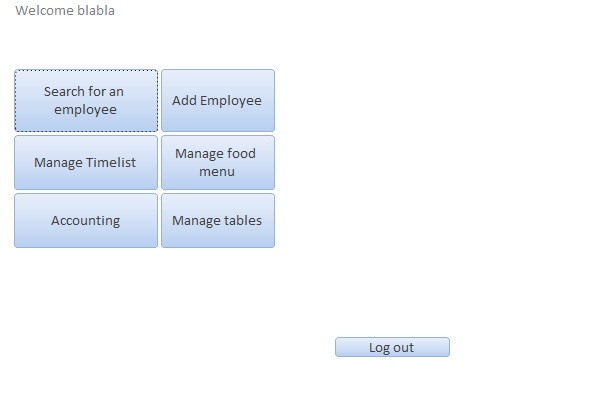 Welcome blabla
Search for an
employee
Add Employee
Manage Timelist
Manage food
menu
Accounting
Manage tables
Log out